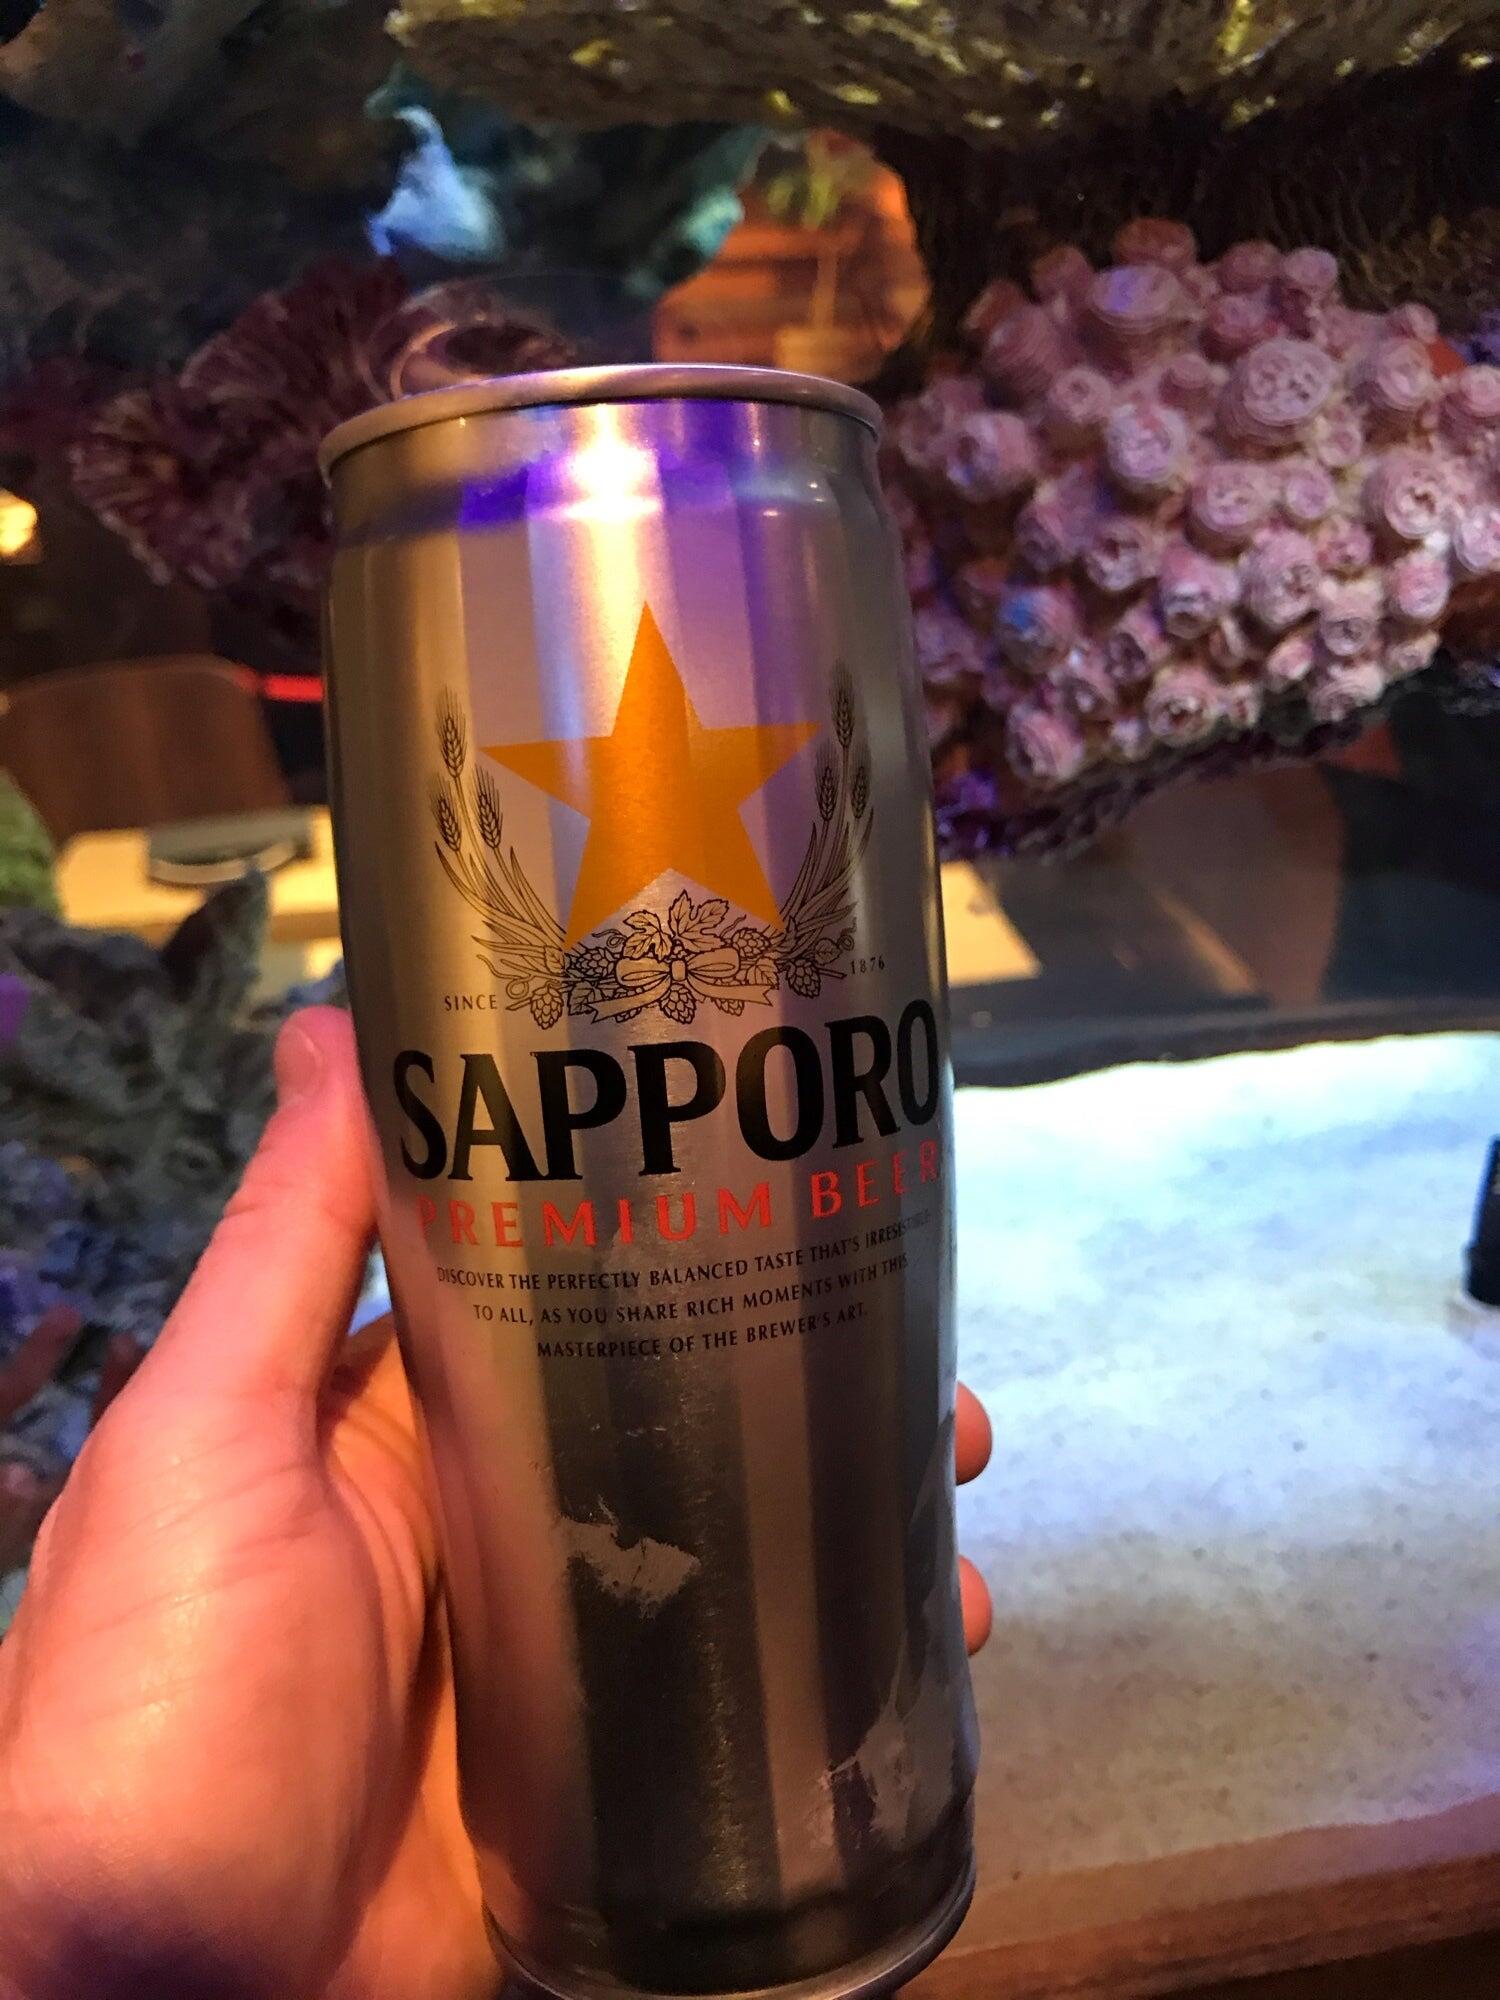 SINCE 1876
SAPPORO
PREMIUM BEER
DISCOVER THE PERFECTLY BALANCED TASTE THAT'S IRRESISTIBLE
TO ALL, AS YOU SHARE RICH MOMENTS WITH THIS
MASTERPIECE OF THE BREWER'S ART.